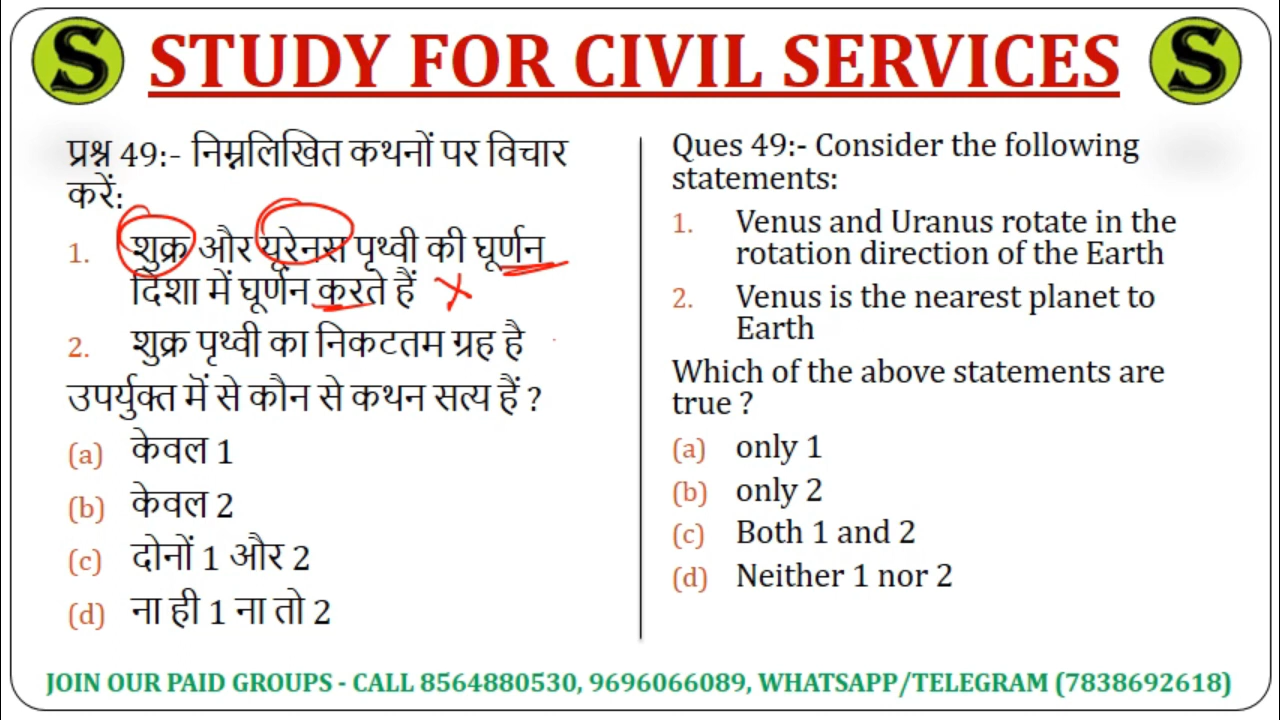 S STUDY FOR CIVIL SERVICES S
प्रश्न 49:- निम्नलिखित कथनों पर विचार
करें:
1. शुक्र और यूरेनस पृथ्वी की घूर्णन
दिशा में घूर्णन करते हैं
2. शुक्र पृथ्वी का निकटतम ग्रह है
उपर्युक्त में से कौन से कथन सत्य हैं ?
(a) केवल 1
(b) केवल 2
(c) दोनों 1 और 2
(d) ना ही 1 ना तो 2
Ques 49:- Consider the following
statements:
1. Venus and Uranus rotate in the
rotation direction of the Earth
2. Venus is the nearest planet to
Earth
Which of the above statements are
true ?
(a) only 1
(b) only 2
(c) Both 1 and 2
(d) Neither 1 nor 2
JOIN OUR PAID GROUPS - CALL 8564880530, 9696066089, WHATSAPP/TELEGRAM (7838692618)